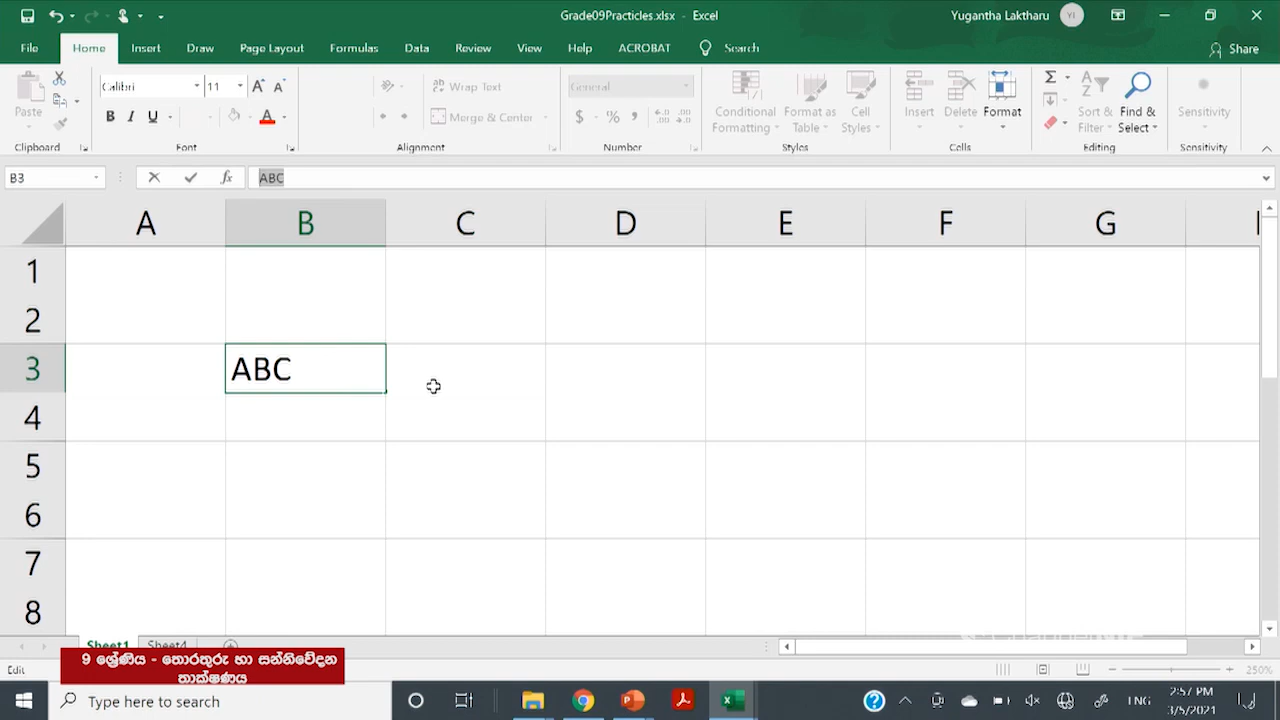 Grade09Practicles.xlsx - Excel
Yugantha Laktharu YI
File Home Insert Draw Page Layout Formulas Data Review View Help ACROBAT Search Share
Paste
Clipboard
Calibri 11 A A
B I U A
Font
Wrap Text
Merge & Center
Alignment
General
$ % ,
Number
Conditional Formatting
Format as Table
Cell Styles
Styles
Insert Delete Format
Cells
Sort & Filter
Find & Select
Editing
Sensitivity
Sensitivity
B3 fx ABC
A B C D E F G
1
2
3 ABC
4
5
6
7
8
Sheet1 Sheet4
9 ශ්‍රේණිය - තොරතුරු හා සන්නිවේදන
තාක්ෂණය
Edit
250%
Type here to search
ENG
2:57 PM
3/5/2021